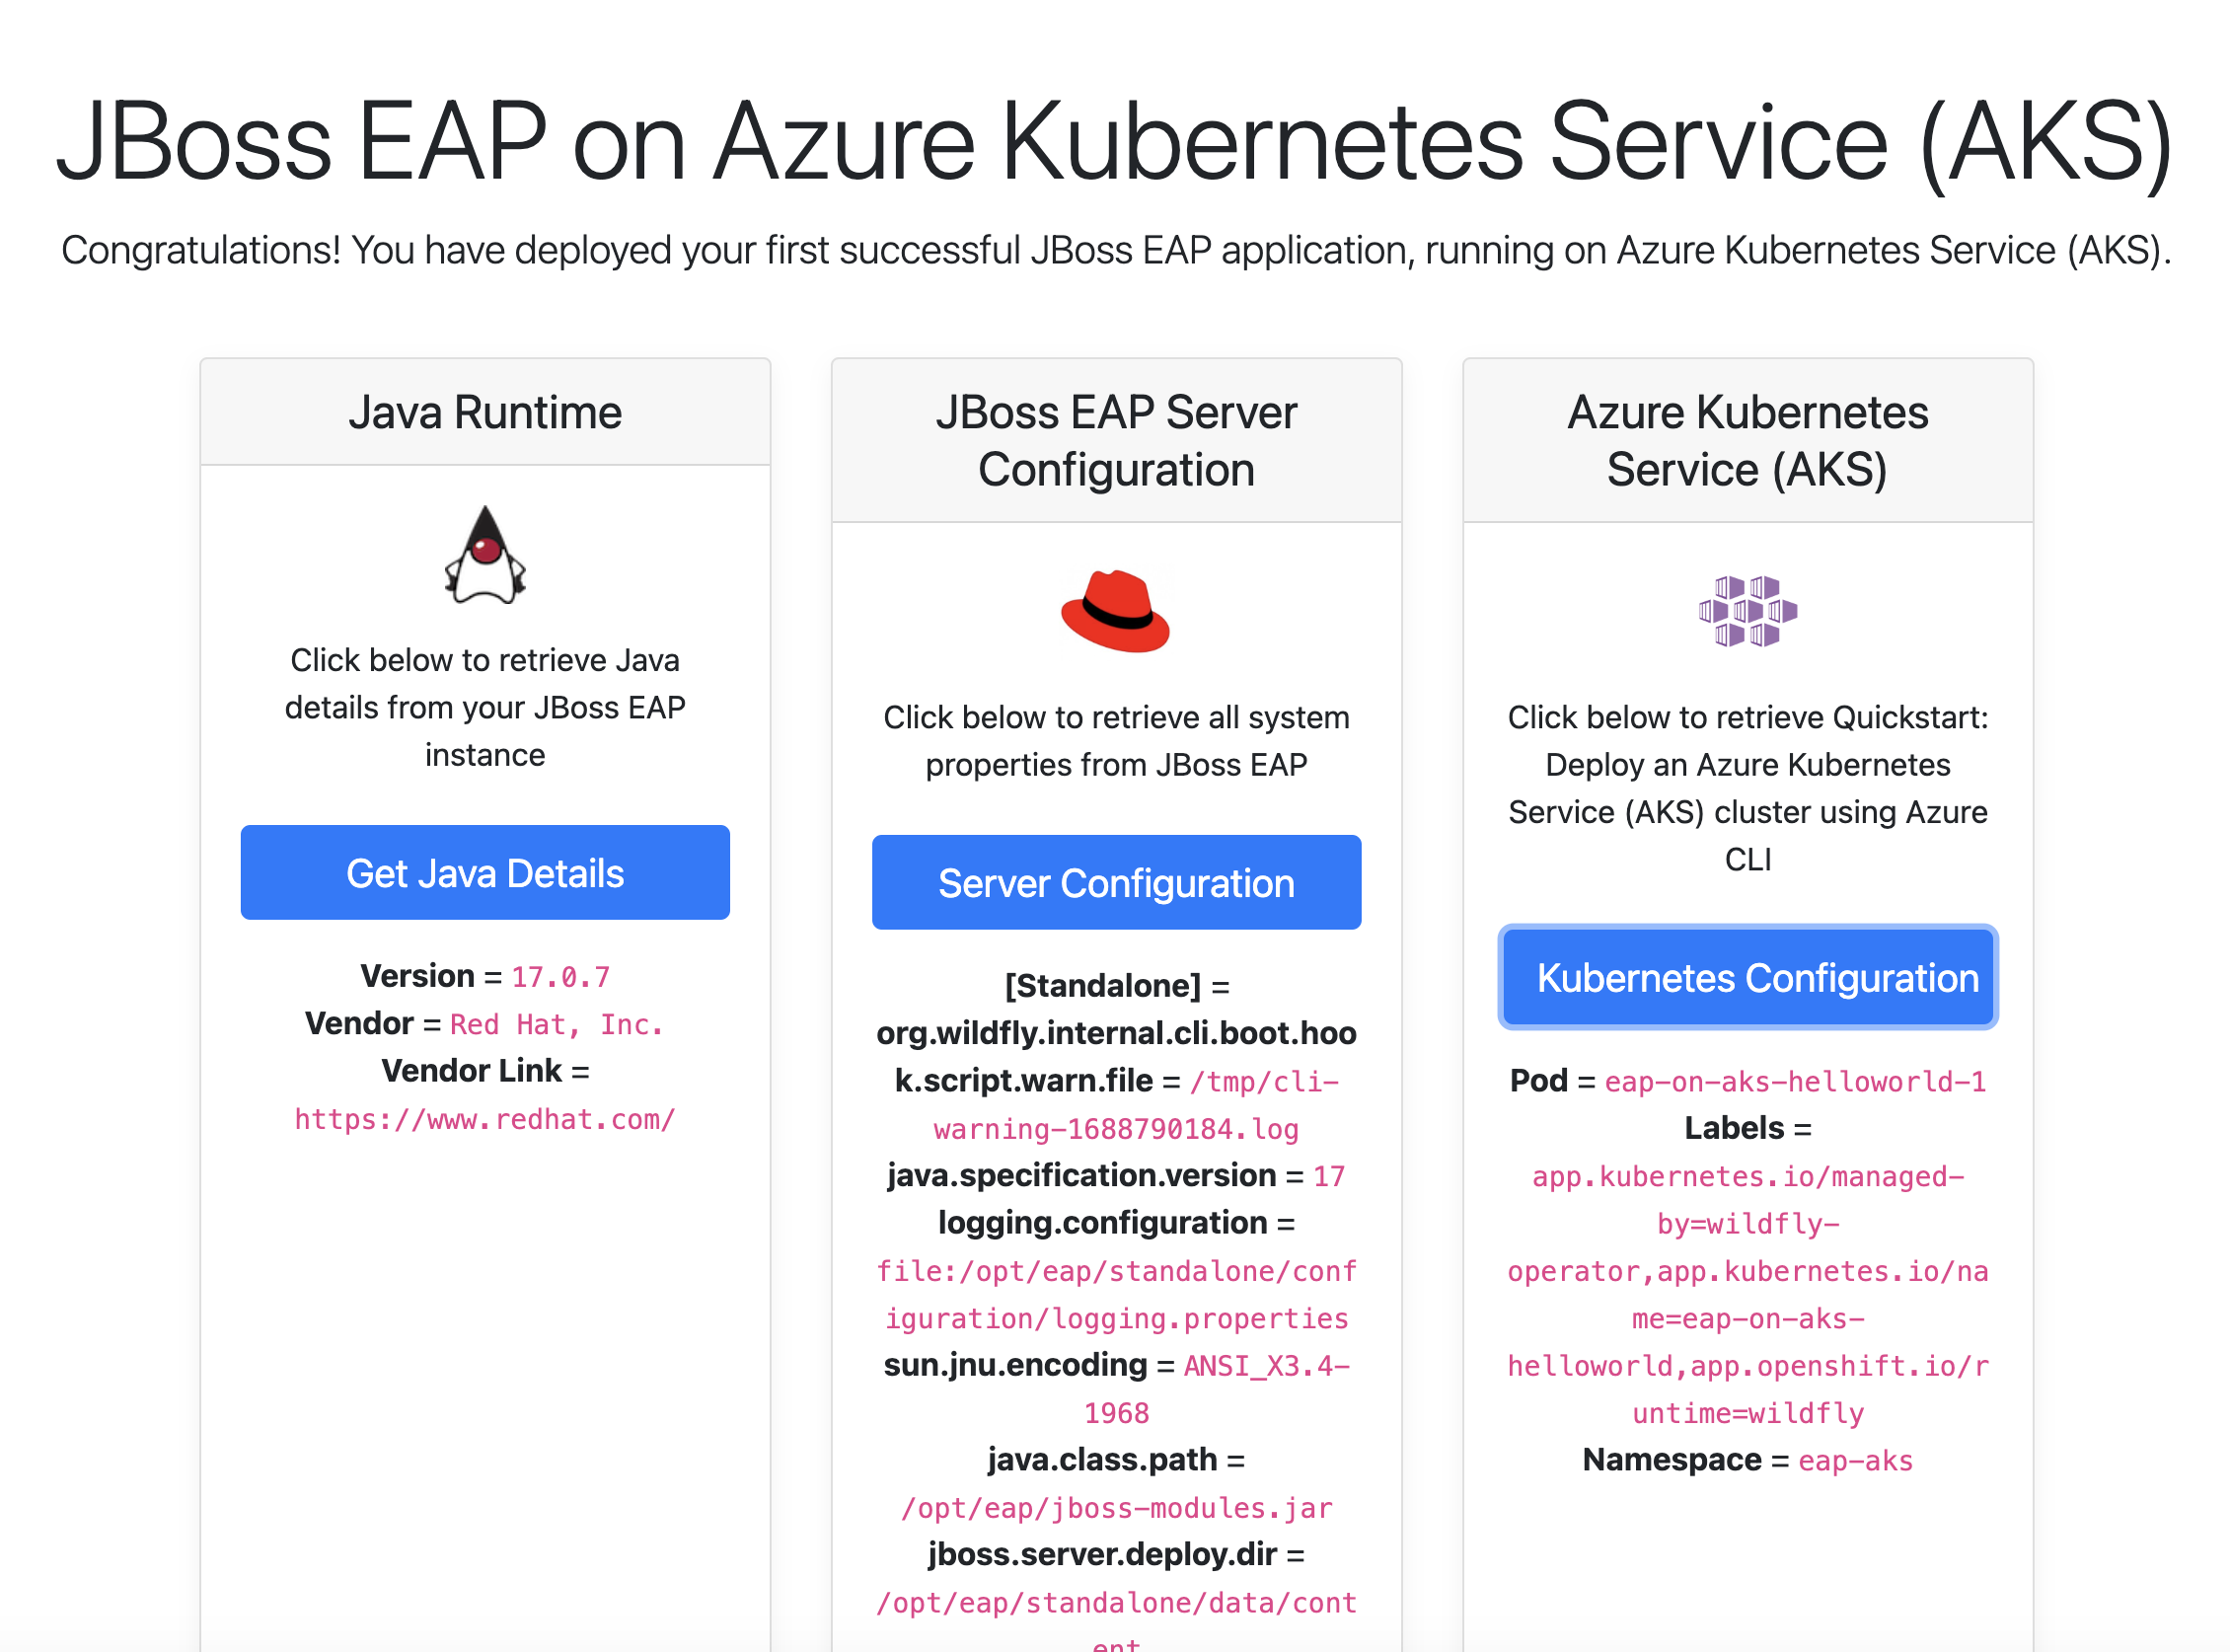 JBoss EAP on Azure Kubernetes Service (AKS)
Congratulations! You have deployed your first successful JBoss EAP application, running on Azure Kubernetes Service (AKS).
Java Runtime
Click below to retrieve Java
details from your JBoss EAP
instance
Get Java Details
Version = 17.0.7
Vendor = Red Hat, Inc.
Vendor Link =
https://www.redhat.com/
JBoss EAP Server
Configuration
Click below to retrieve all system
properties from JBoss EAP
Server Configuration
[Standalone] =
org.wildfly.internal.cli.boot.hoo
k.script.warn.file = /tmp/cli-
warning-1688790184.log
java.specification.version = 17
logging.configuration =
file:/opt/eap/standalone/conf
iguration/logging.properties
sun.jnu.encoding = ANSI_X3.4-
1968
java.class.path =
/opt/eap/jboss-modules.jar
jboss.server.deploy.dir =
/opt/eap/standalone/data/cont
ent
Azure Kubernetes
Service (AKS)
Click below to retrieve Quickstart:
Deploy an Azure Kubernetes
Service (AKS) cluster using Azure
CLI
Kubernetes Configuration
Pod = eap-on-aks-helloworld-1
Labels =
app.kubernetes.io/managed-
by=wildfly-
operator,app.kubernetes.io/na
me=eap-on-aks-
helloworld,app.openshift.io/r
untime=wildfly
Namespace = eap-aks